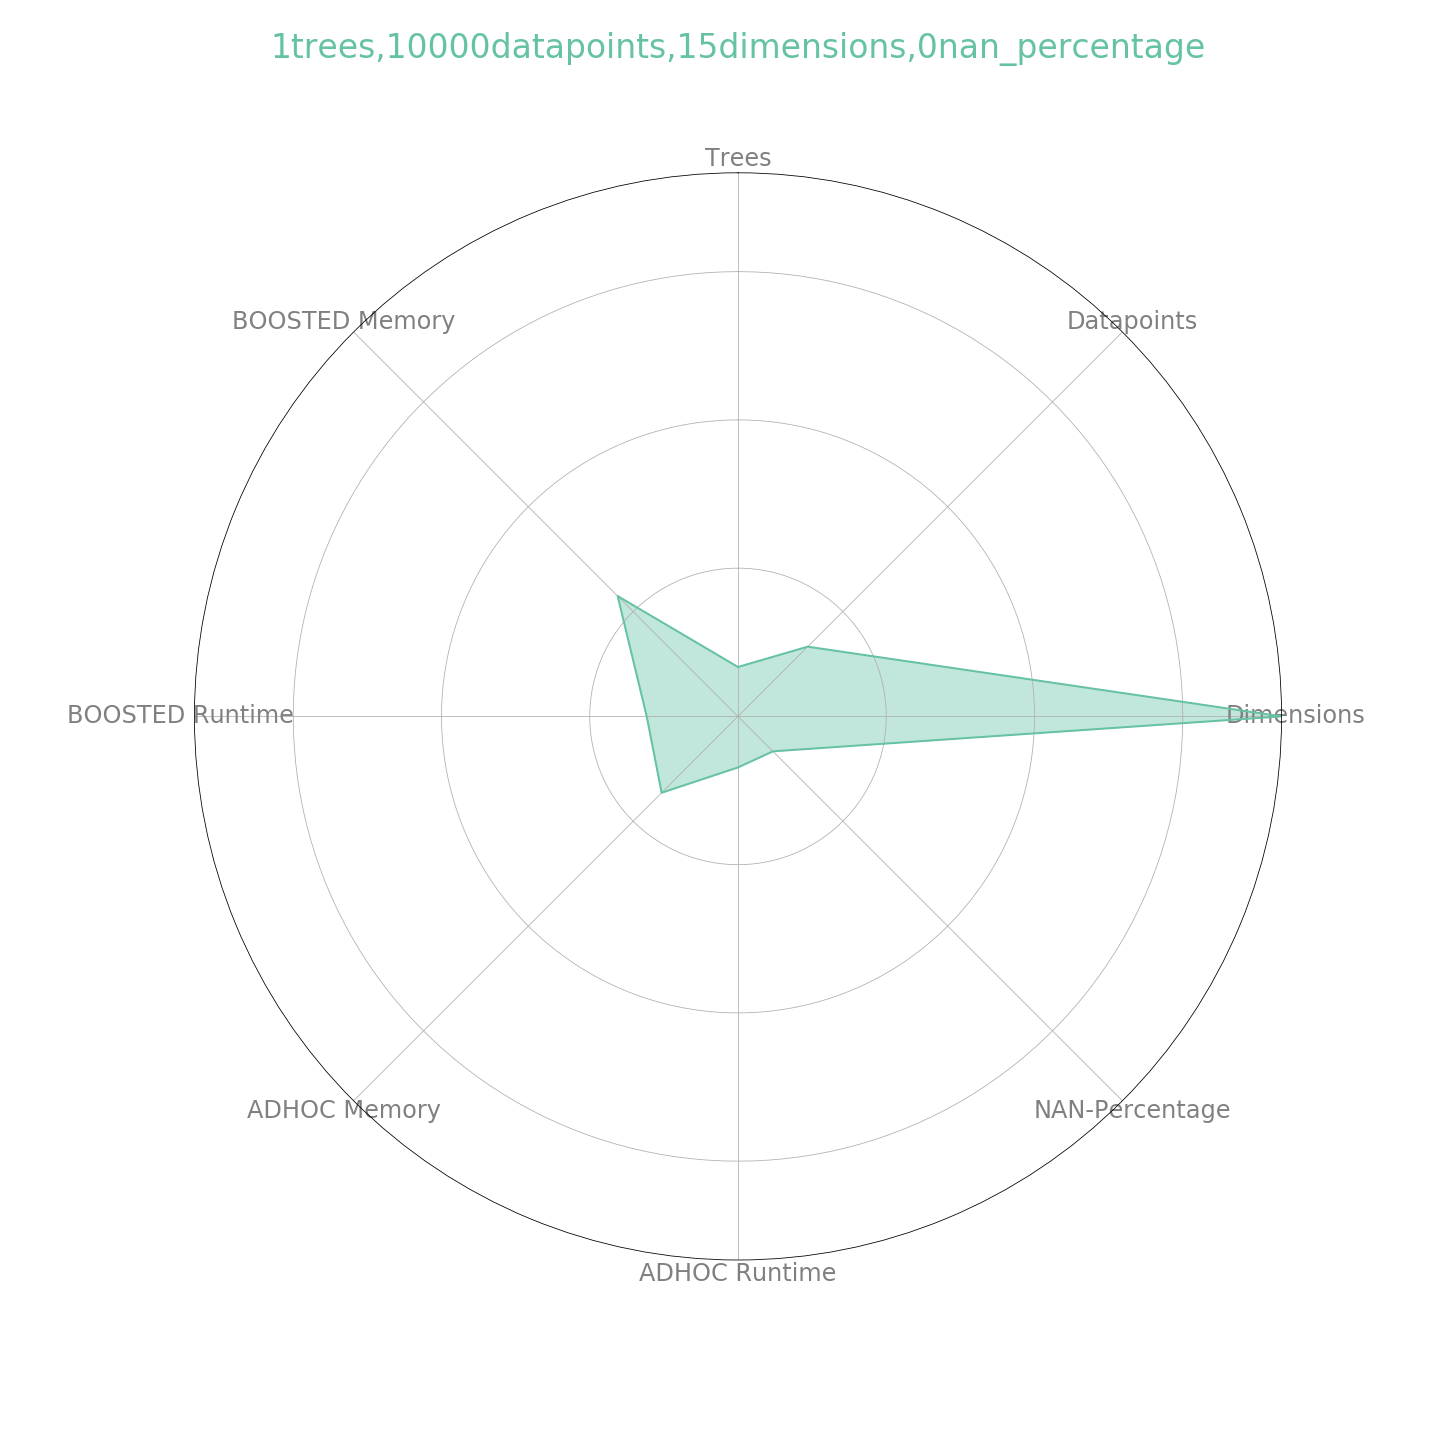 1trees,10000datapoints,15dimensions,0nan_percentage
Trees
BOOSTED Memory
Datapoints
BOOSTED Runtime
Dimensions
ADHOC Memory
NAN-Percentage
ADHOC Runtime